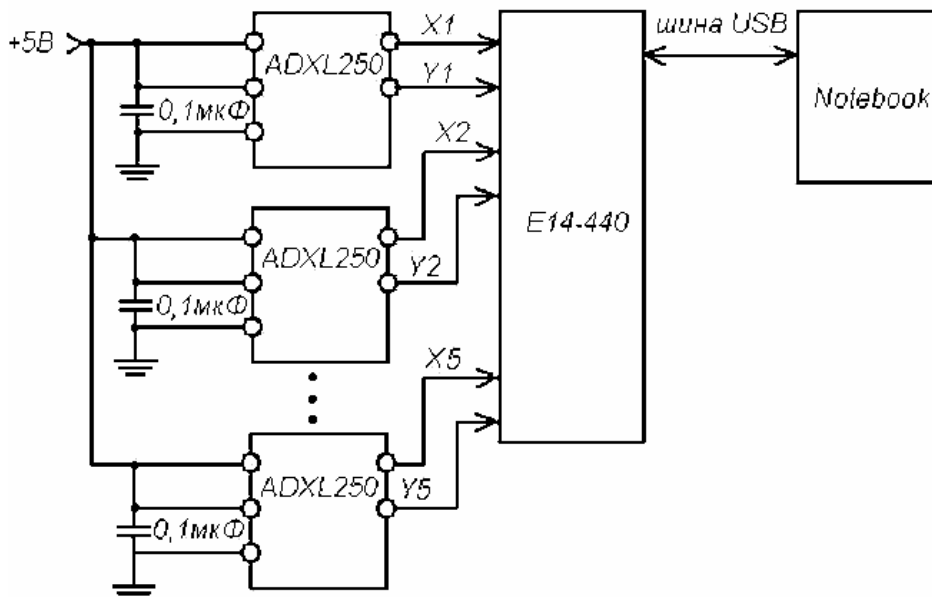 +5В
ADXL250
X1
Y1
0,1мкФ
X2
ADXL250
Y2
0,1мкФ
X5
ADXL250
Y5
0,1мкФ
E14-440
шина USB
Notebook